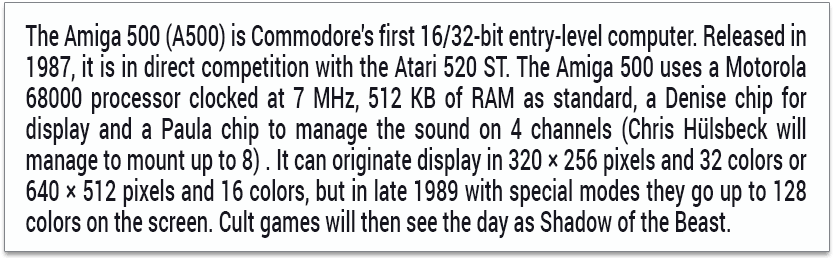 The Amiga 500 (A500) is Commodore's first 16/32-bit entry-level computer. Released in
1987, it is in direct competition with the Atari 520 ST. The Amiga 500 uses a Motorola
68000 processor clocked at 7 MHz, 512 KB of RAM as standard, a Denise chip for
display and a Paula chip to manage the sound on 4 channels (Chris Hülsbeck will
manage to mount up to 8) . It can originate display in 320 × 256 pixels and 32 colors or
640 × 512 pixels and 16 colors, but in late 1989 with special modes they go up to 128
colors on the screen. Cult games will then see the day as Shadow of the Beast.